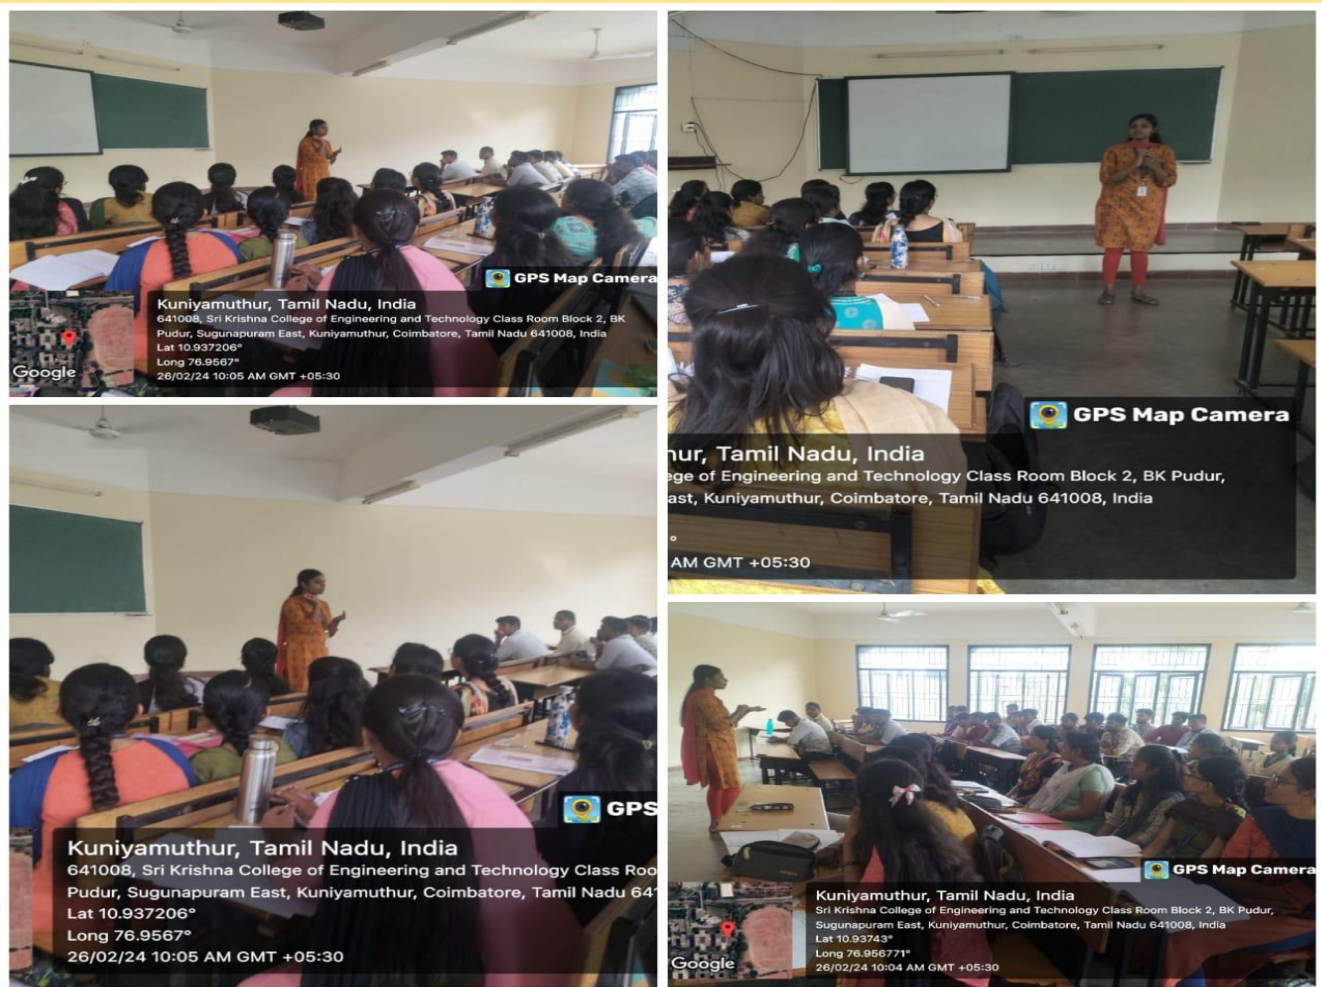 GPS Map Camera
Kuniyamuthur, Tamil Nadu, India
641008, Sri Krishna College of Engineering and Technology Class Room Block 2, BK
Pudur, Sugunapuram East, Kuniyamuthur, Coimbatore, Tamil Nadu 641008, India
Lat 10.937206°
Long 76.9567°
26/02/24 10:05 AM GMT +05:30
Google
GPS Map Camera
nur, Tamil Nadu, India
ege of Engineering and Technology Class Room Block 2, BK Pudur,
ast, Kuniyamuthur, Coimbatore, Tamil Nadu 641008, India
°
AM GMT +05:30
GPS
Kuniyamuthur, Tamil Nadu, India
641008, Sri Krishna College of Engineering and Technology Class Roo
Pudur, Sugunapuram East, Kuniyamuthur, Coimbatore, Tamil Nadu 641
Lat 10.937206°
Long 76.9567°
26/02/24 10:05 AM GMT +05:30
GPS Map Camera
Kuniyamuthur, Tamil Nadu, India
Sri Krishna College of Engineering and Technology Class Room Block 2, BK Pudur,
Sugunapuram East, Kuniyamuthur, Coimbatore, Tamil Nadu 641008, India
Lat 10.93743°
Long 76.956771°
26/02/24 10:04 AM GMT +05:30
Google